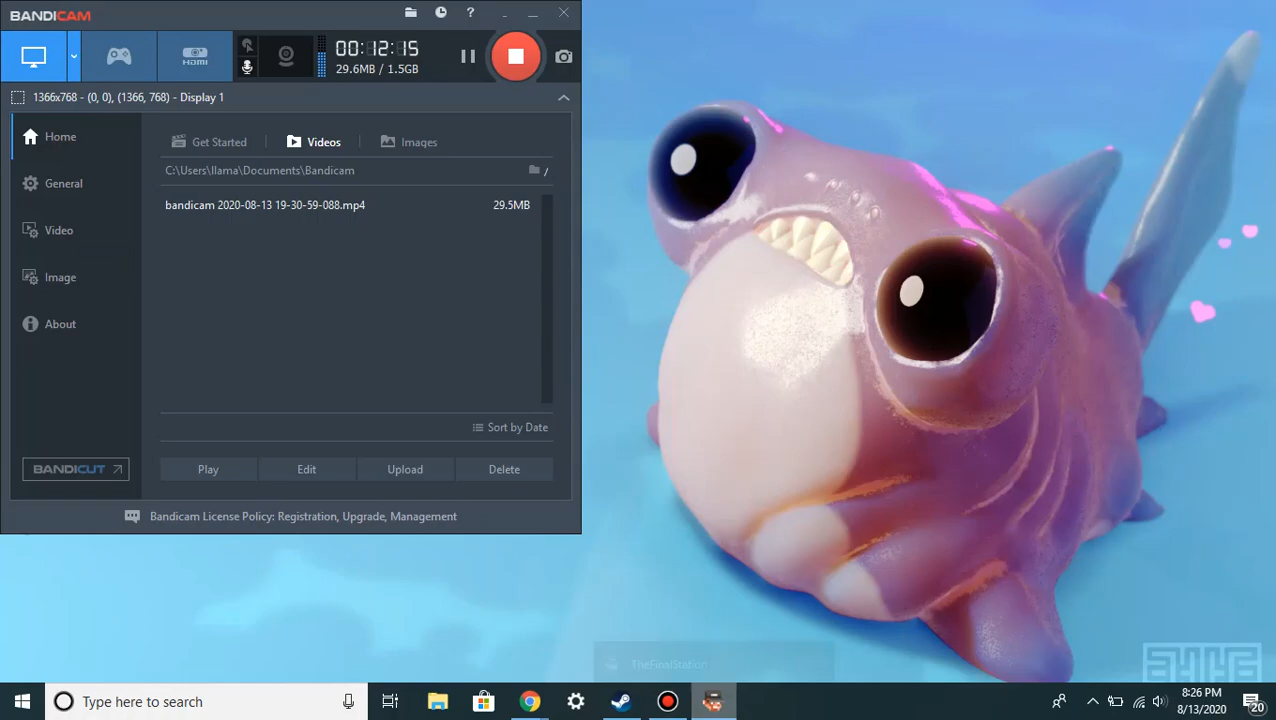 BANDICAM
HDMI
00:12:15
29.6MB / 1.5GB
1366x768 - (0, 0), (1366, 768) - Display 1
Home
General
Video
Image
About
Get Started
Videos
Images
C:\Users\llama\Documents\Bandicam
/
bandicam 2020-08-13 19-30-59-088.mp4 29.5MB
Sort by Date
BANDICUT
Play Edit Upload Delete
Bandicam License Policy: Registration, Upgrade, Management
TheFinalStation
Type here to search
8:26 PM
8/13/2020
20